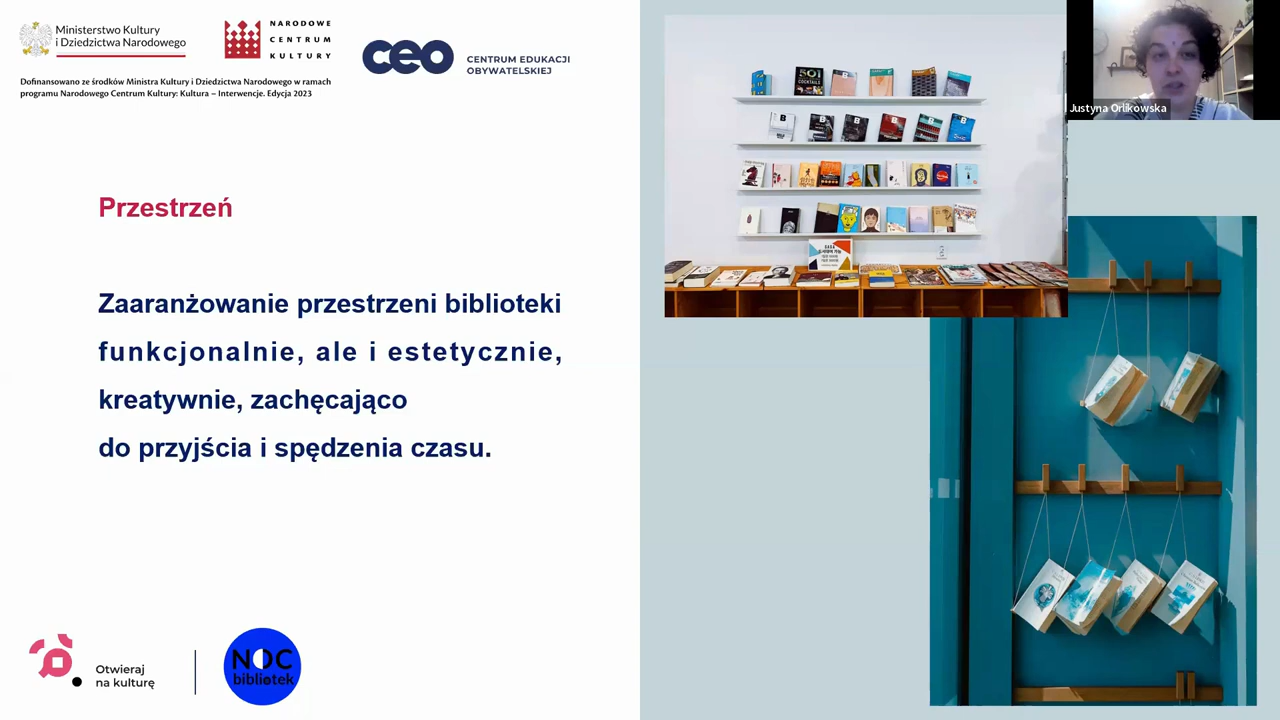 Ministerstwo Kultury
i Dziedzictwa Narodowego
NARODOWE
CENTRUM
KULTURY
ceo
CENTRUM EDUKACJI
OBYWATELSKIEJ
Dofinansowano ze środków Ministra Kultury i Dziedzictwa Narodowego w ramach
programu Narodowego Centrum Kultury: Kultura – Interwencje. Edycja 2023
Justyna Orlikowska
Przestrzeń
Zaaranżowanie przestrzeni biblioteki
funkcjonalnie, ale i estetycznie,
kreatywnie, zachęcająco
do przyjścia i spędzenia czasu.
501
COCKTAILS
B
B
B
B
B
B
Otwieraj
na kulturę
NOC
bibliotek